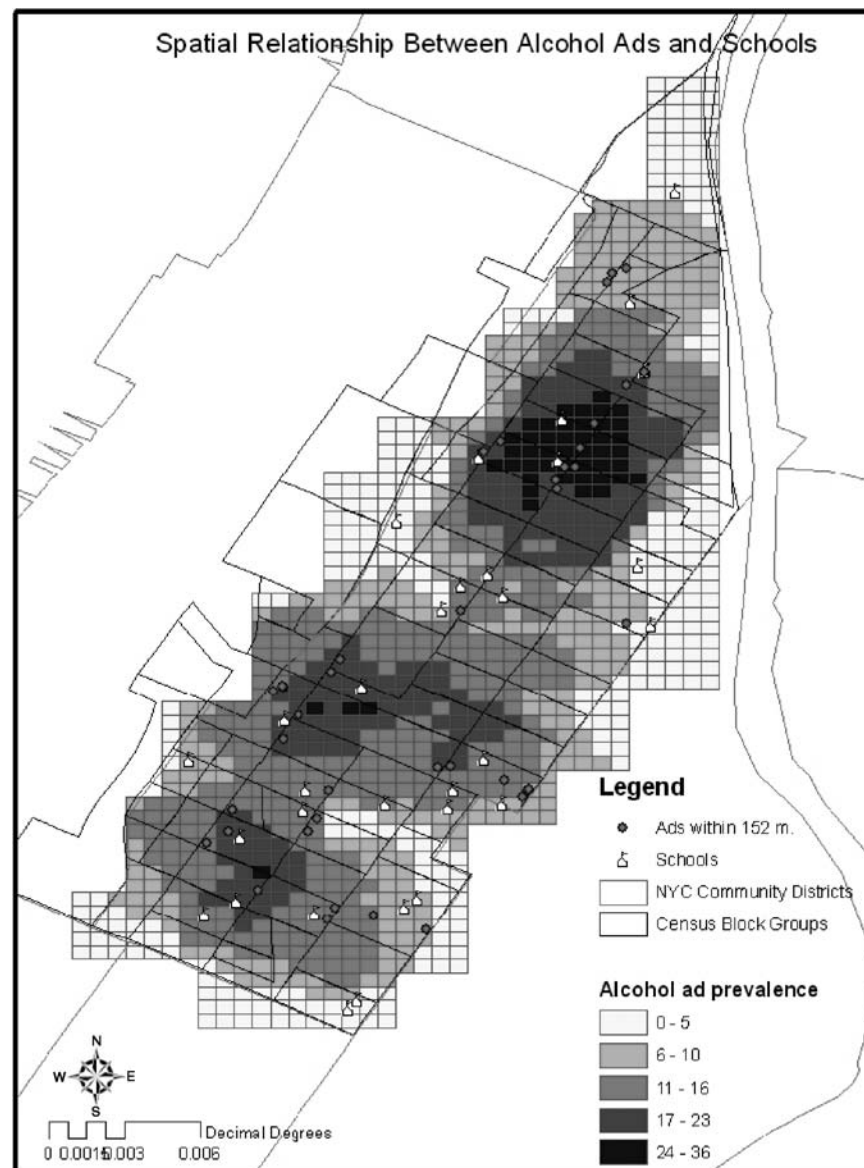 Spatial Relationship Between Alcohol Ads and Schools
Legend
Ads within 152 m.
Schools
NYC Community Districts
Census Block Groups
Alcohol ad prevalence
0 - 5
6 - 10
11 - 16
17 - 23
24 - 36
N
W E
S
Decimal Degrees
0 0.0015 0.003 0.006